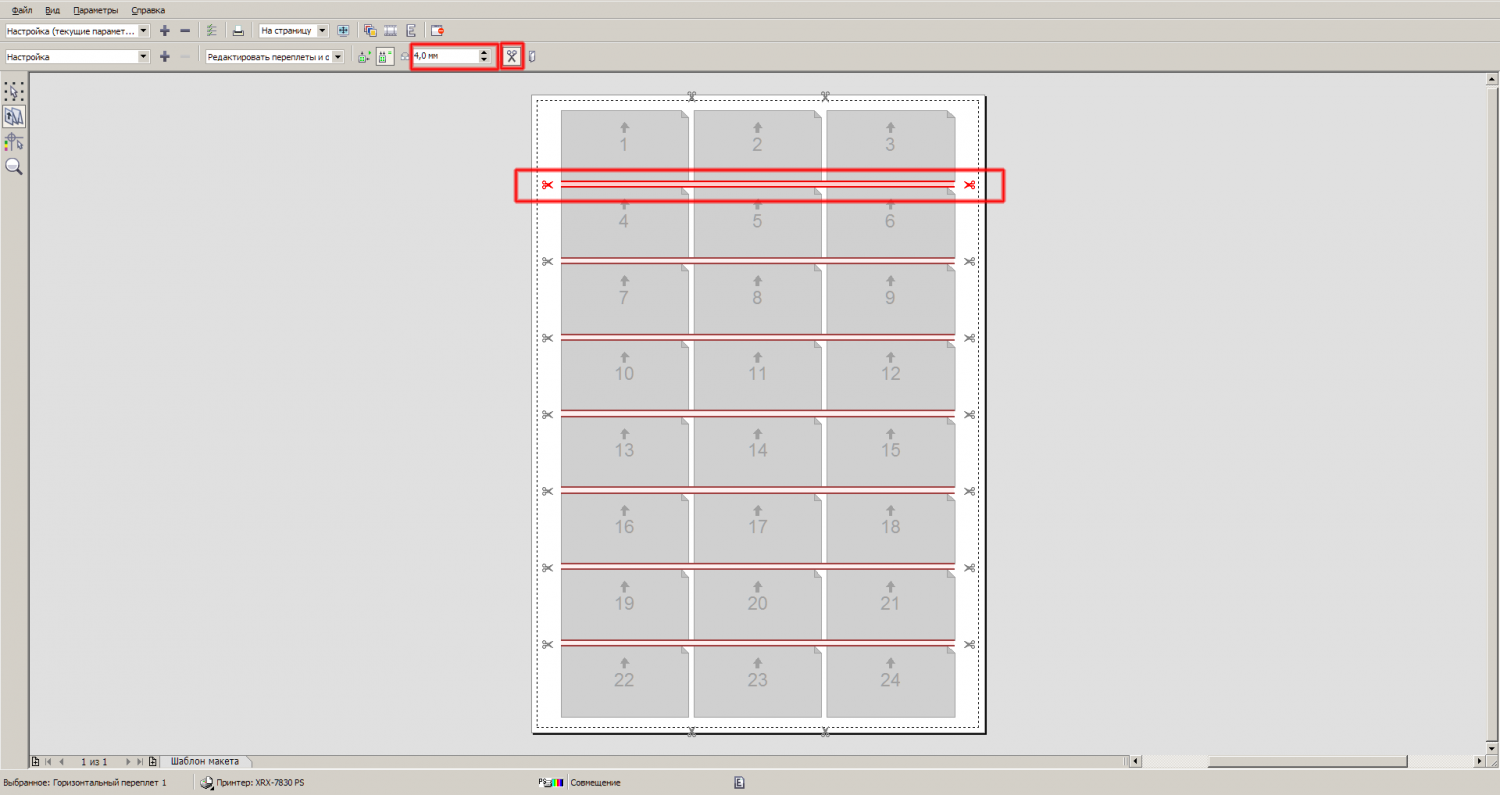 Файл Вид Параметры Справка
Настройка (текущие парамет... На страницу
Настройка Редактировать переплеты и с 4,0 мм
1 2 3
4 5 6
7 8 9
10 11 12
13 14 15
16 17 18
19 20 21
22 23 24
1 из 1 Шаблон макета
Выбранное: Горизонтальный переплет 1 Принтер: XRX-7830 PS PS Совмещение